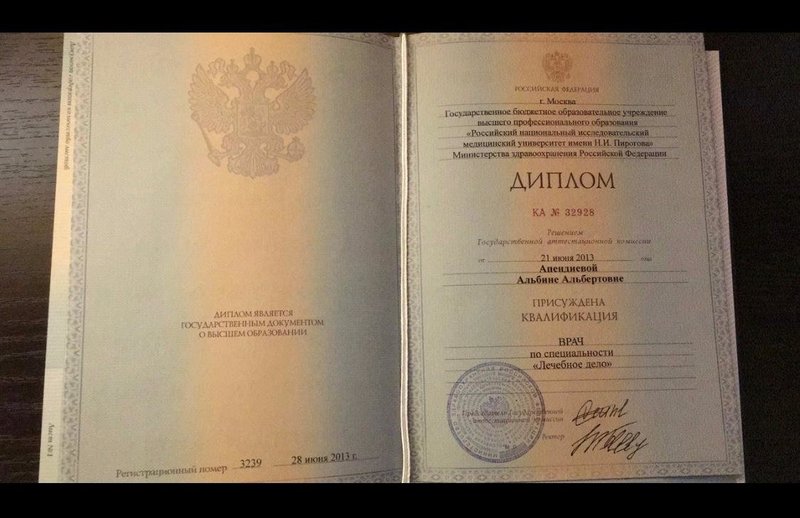 ДИПЛОМ ЯВЛЯЕТСЯ
ГОСУДАРСТВЕННЫМ ДОКУМЕНТОМ
О ВЫСШЕМ ОБРАЗОВАНИИ
Регистрационный номер 3239 28 июня 2013 г.
Лист №1
РОССИЙСКАЯ ФЕДЕРАЦИЯ
г. Москва
Государственное бюджетное образовательное учреждение
высшего профессионального образования
«Российский национальный исследовательский
медицинский университет имени Н.И. Пирогова»
Министерства здравоохранения Российской Федерации
ДИПЛОМ
КА № 32928
Решением
Государственной аттестационной комиссии
от 21 июня 2013 года
Апендиевой
Альбине Альбертовне
ПРИСУЖДЕНА
КВАЛИФИКАЦИЯ
ВРАЧ
по специальности
«Лечебное дело»
Председатель Государственной
аттестационной комиссии
Ректор